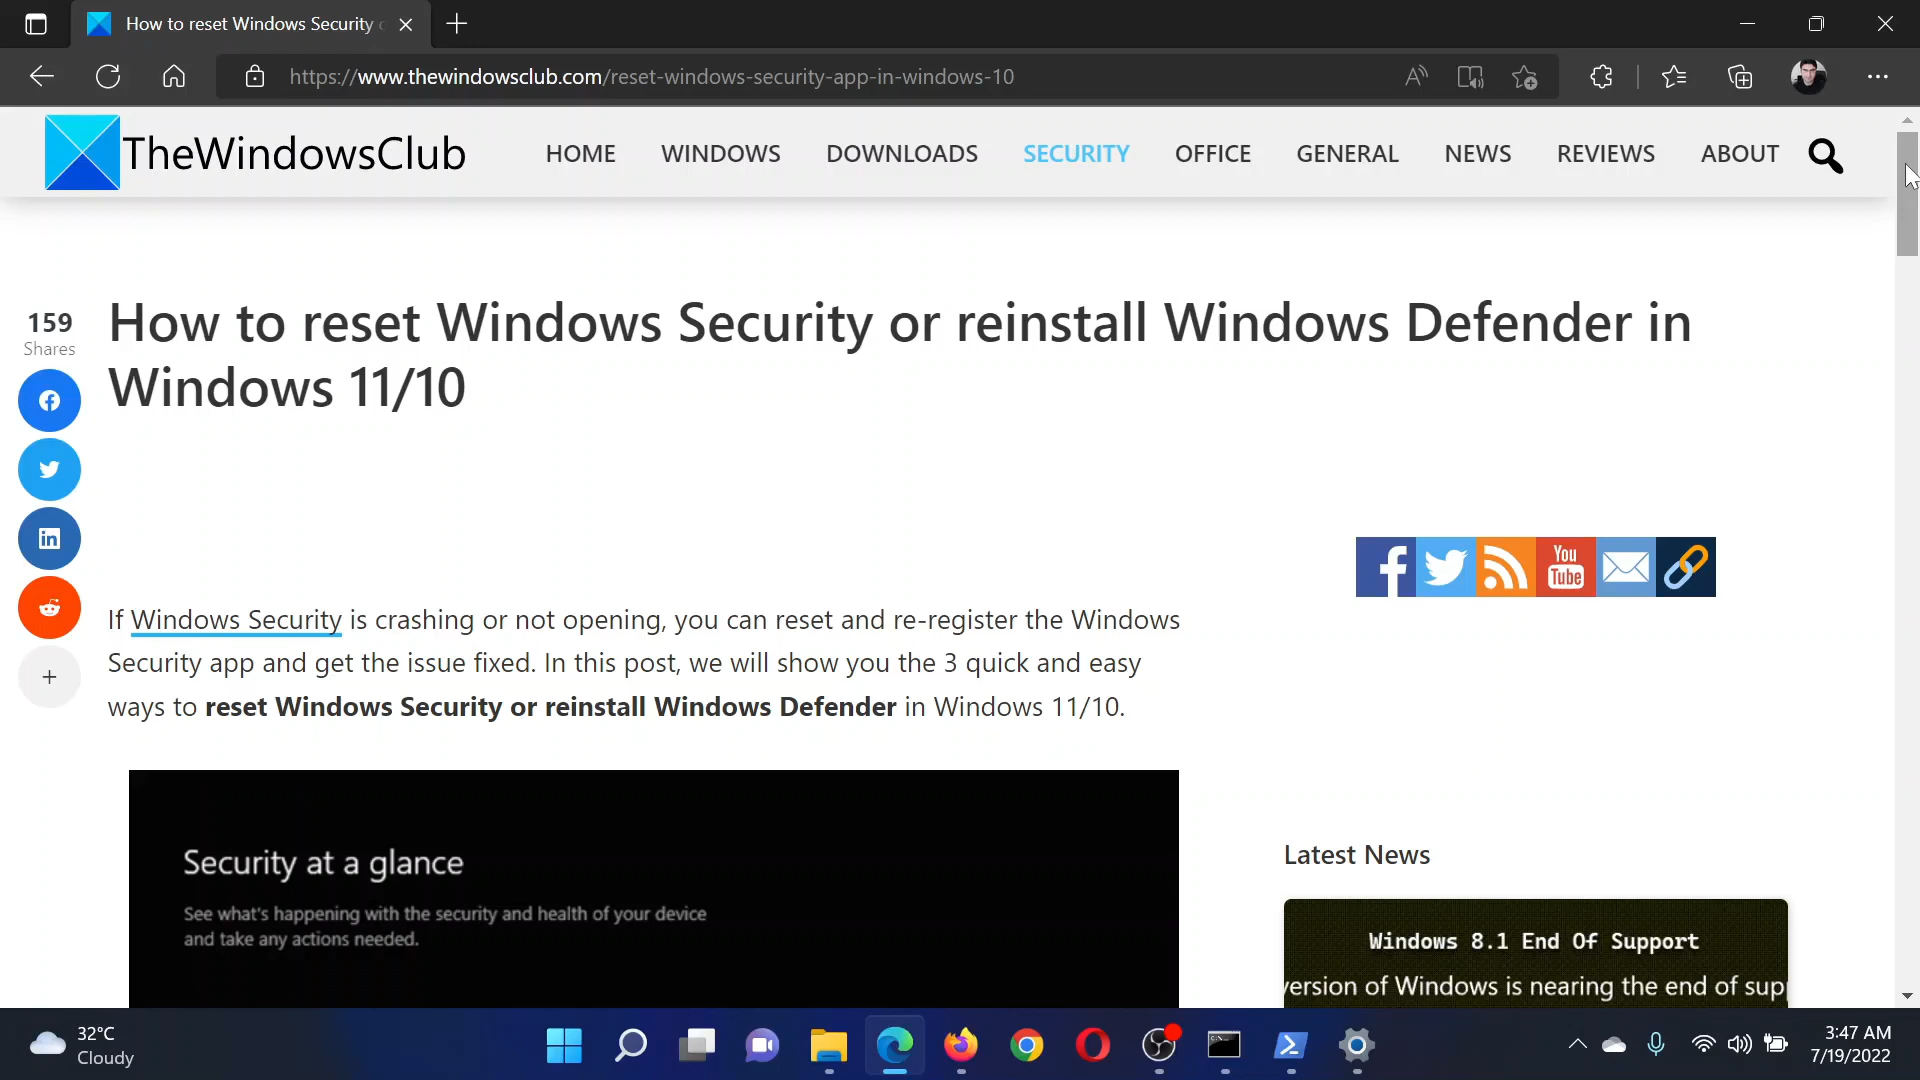 How to reset Windows Security
https://www.thewindowsclub.com/reset-windows-security-app-in-windows-10
TheWindowsClub
HOME
WINDOWS
DOWNLOADS
SECURITY
OFFICE
GENERAL
NEWS
REVIEWS
ABOUT
How to reset Windows Security or reinstall Windows Defender in
Windows 11/10
159
Shares
You
Tube
If Windows Security is crashing or not opening, you can reset and re-register the Windows
Security app and get the issue fixed. In this post, we will show you the 3 quick and easy
ways to reset Windows Security or reinstall Windows Defender in Windows 11/10.
Security at a glance
See what's happening with the security and health of your device
and take any actions needed.
Latest News
Windows 8.1 End Of Support
version of Windows is nearing the end of supp
32°C
Cloudy
3:47 AM
7/19/2022